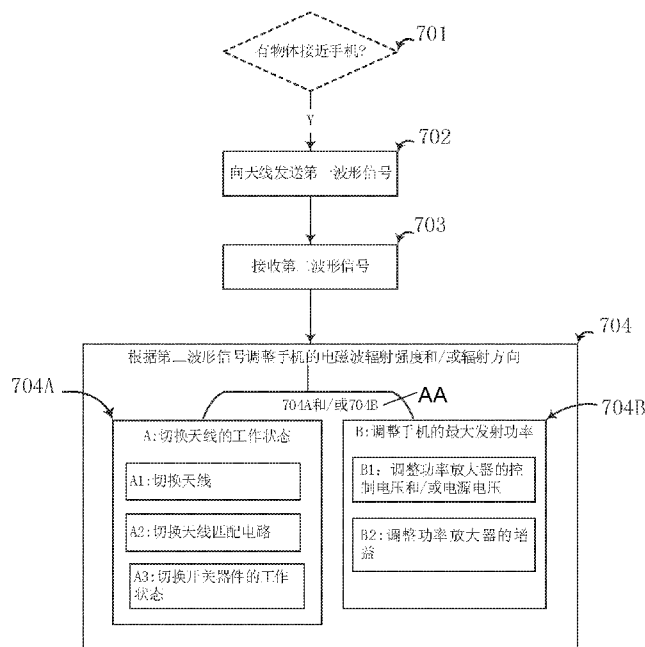 701
有物体接近手机?
Y
702
向天线发送第一波形信号
703
接收第二波形信号
704
根据第二波形信号调整手机的电磁波辐射强度和/或辐射方向
704A
704A和/或704B
AA
704B
A:切换天线的工作状态
A1:切换天线
A2:切换天线匹配电路
A3:切换开关器件的工作
状态
B:调整手机的最大发射功率
B1:调整功率放大器的控
制电压和/或电源电压
B2:调整功率放大器的增
益